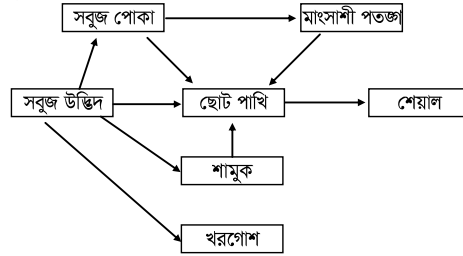 সবুজ পোকা
মাংসাশী পতঙ্গ
সবুজ উদ্ভিদ
ছোট পাখি
শেয়াল
শামুক
খরগোশ